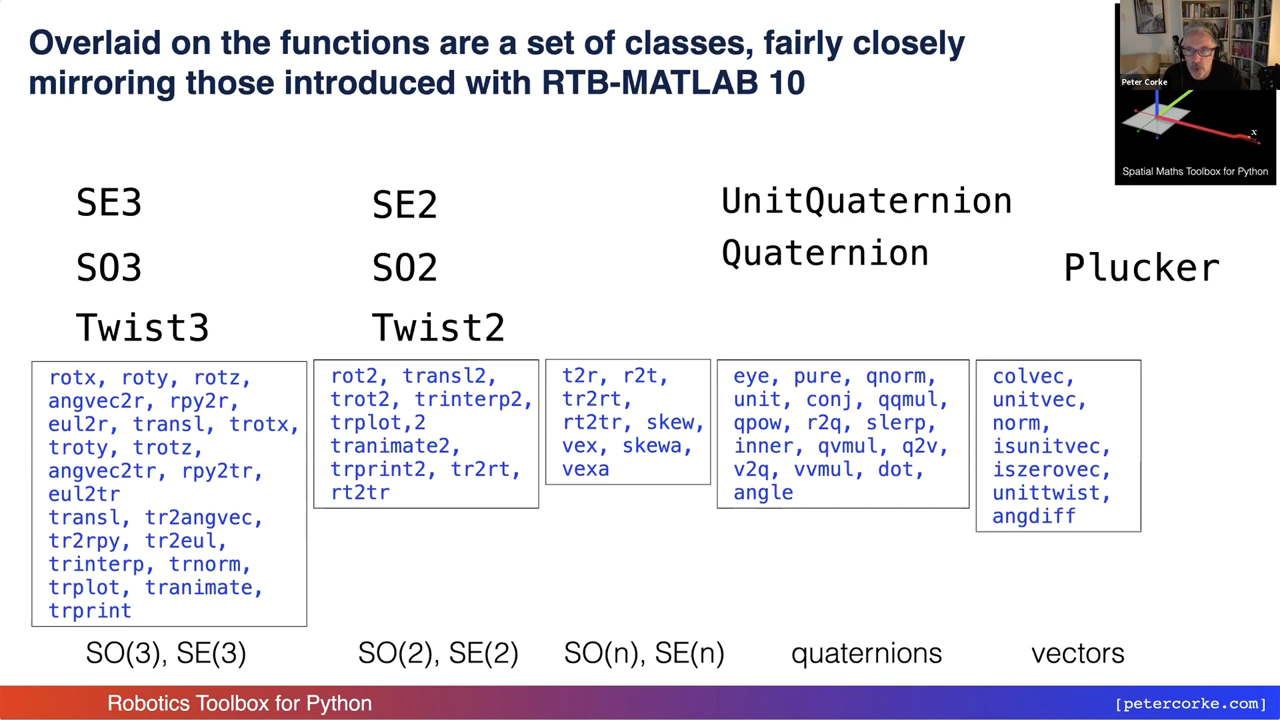 Overlaid on the functions are a set of classes, fairly closely
mirroring those introduced with RTB-MATLAB 10
Peter Corke
x
Spatial Maths Toolbox for Python
SE3
SO3
Twist3
SE2
SO2
Twist2
UnitQuaternion
Quaternion
Plucker
rotx, roty, rotz,
angvec2r, rpy2r,
eul2r, transl, trotx,
troty, trotz,
angvec2tr, rpy2tr,
eul2tr
transl, tr2angvec,
tr2rpy, tr2eul,
trinterp, trnorm,
trplot, tranimate,
trprint
rot2, transl2,
trot2, trinterp2,
trplot,2
tranimate2,
trprint2, tr2rt,
rt2tr
t2r, r2t,
tr2rt,
rt2tr, skew,
vex, skewa,
vexa
eye, pure, qnorm,
unit, conj, qqmul,
qpow, r2q, slerp,
inner, qvmul, q2v,
v2q, vvmul, dot,
angle
colvec,
unitvec,
norm,
isunitvec,
iszerovec,
unittwist,
angdiff
SO(3), SE(3)
SO(2), SE(2)
SO(n), SE(n)
quaternions
vectors
Robotics Toolbox for Python
[petercorke.com]